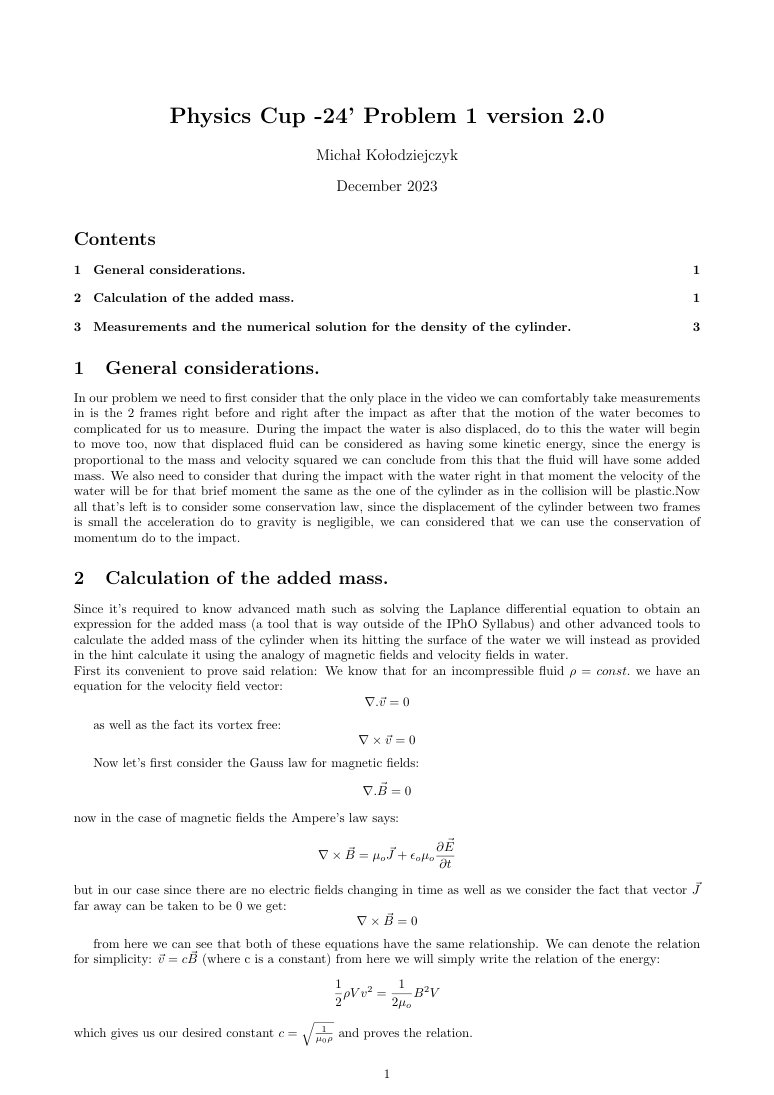 Physics Cup -24’ Problem 1 version 2.0
Michał Kołodziejczyk
December 2023
Contents
1 General considerations. 1
2 Calculation of the added mass. 1
3 Measurements and the numerical solution for the density of the cylinder. 3
1 General considerations.
In our problem we need to first consider that the only place in the video we can comfortably take measurements
in is the 2 frames right before and right after the impact as after that the motion of the water becomes to
complicated for us to measure. During the impact the water is also displaced, do to this the water will begin
to move too, now that displaced fluid can be considered as having some kinetic energy, since the energy is
proportional to the mass and velocity squared we can conclude from this that the fluid will have some added
mass. We also need to consider that during the impact with the water right in that moment the velocity of the
water will be for that brief moment the same as the one of the cylinder as in the collision will be plastic.Now
all that’s left is to consider some conservation law, since the displacement of the cylinder between two frames
is small the acceleration do to gravity is negligible, we can considered that we can use the conservation of
momentum do to the impact.
2 Calculation of the added mass.
Since it’s required to know advanced math such as solving the Laplance differential equation to obtain an
expression for the added mass (a tool that is way outside of the IPhO Syllabus) and other advanced tools to
calculate the added mass of the cylinder when its hitting the surface of the water we will instead as provided
in the hint calculate it using the analogy of magnetic fields and velocity fields in water.
First its convenient to prove said relation: We know that for an incompressible fluid ρ = const. we have an
equation for the velocity field vector:
∇.v⃗ = 0
as well as the fact its vortex free:
∇ × v⃗ = 0
Now let’s first consider the Gauss law for magnetic fields:
∇.B⃗ = 0
now in the case of magnetic fields the Ampere’s law says:
∇ × B⃗ = μₒJ⃗ + ϵₒμₒ ∂E⃗/∂t
but in our case since there are no electric fields changing in time as well as we consider the fact that vector J⃗
far away can be taken to be 0 we get:
∇ × B⃗ = 0
from here we can see that both of these equations have the same relationship. We can denote the relation
for simplicity: v⃗ = cB⃗ (where c is a constant) from here we will simply write the relation of the energy:
1/2 ρVv² = 1/2μₒ B²V
which gives us our desired constant c = √(1/μ₀ρ) and proves the relation.
1